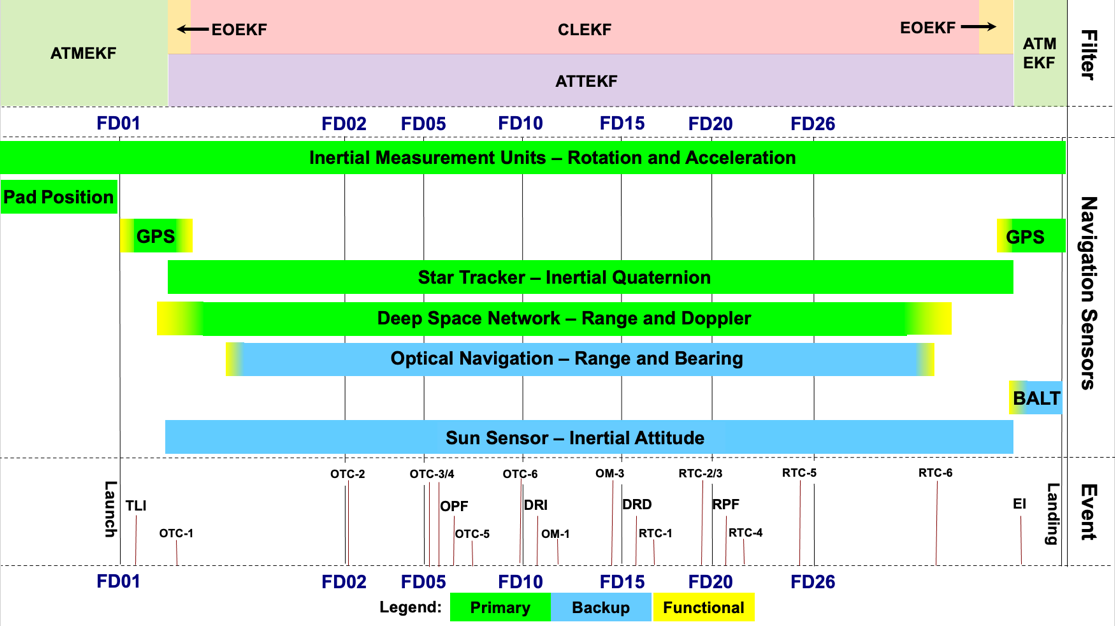 EOEKF
CLEKF
EOEKF
ATMEKF
ATM
EKF
ATTEKF
Filter
FD01 FD02 FD05 FD10 FD15 FD20 FD26
Inertial Measurement Units – Rotation and Acceleration
Pad Position
GPS
GPS
Star Tracker – Inertial Quaternion
Deep Space Network – Range and Doppler
Optical Navigation – Range and Bearing
BALT
Sun Sensor – Inertial Attitude
Navigation Sensors
OTC-2 OTC-3/4 OTC-6 OM-3 RTC-2/3 RTC-5 RTC-6
Launch
TLI OPF DRI DRD RPF EI
Landing
OTC-1 OTC-5 OM-1 RTC-1 RTC-4
Event
FD01 FD02 FD05 FD10 FD15 FD20 FD26
Legend: Primary Backup Functional